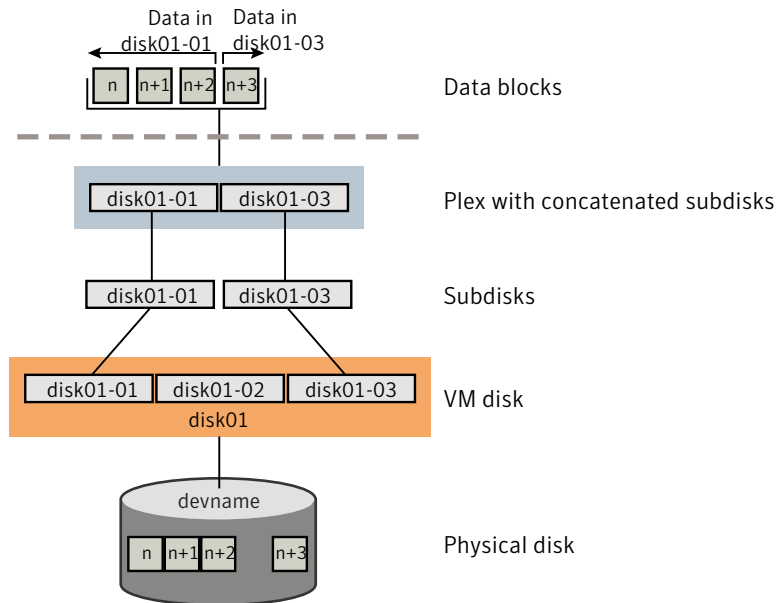 Data in
disk01-01
Data in
disk01-03
n n+1 n+2 n+3
Data blocks
disk01-01 disk01-03
Plex with concatenated subdisks
disk01-01 disk01-03
Subdisks
disk01-01 disk01-02 disk01-03
disk01
VM disk
devname
n n+1 n+2 n+3
Physical disk